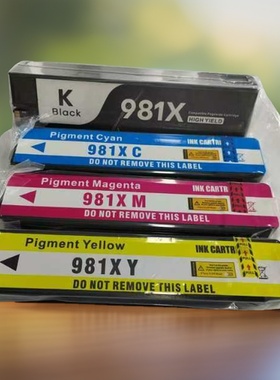 K
Black
981X
HIGH YIELD
Pigment Cyan
INK CARTR
981X C
DO NOT REMOVE THIS LABEL
Pigment Magenta
INK CARTR
981X M
DO NOT REMOVE THIS LABEL
Pigment Yellow
INK CARTR
981X Y
DO NOT REMOVE THIS LABEL